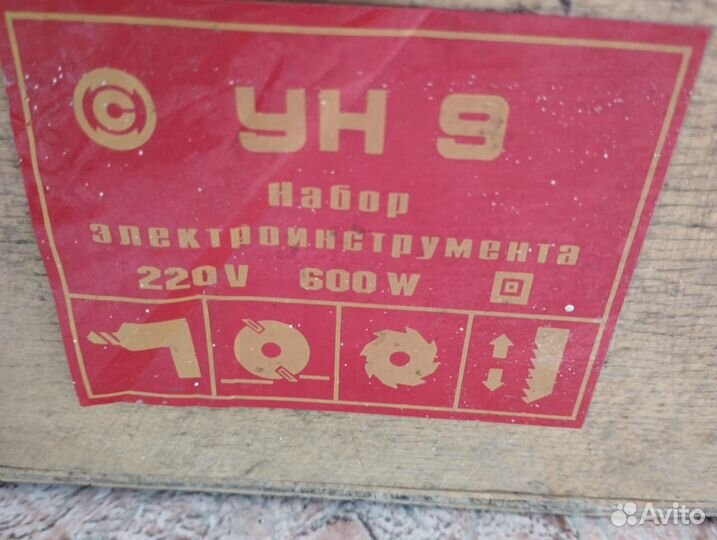 C УН 9
Набор
электроинструмента
220V 600W
Avito